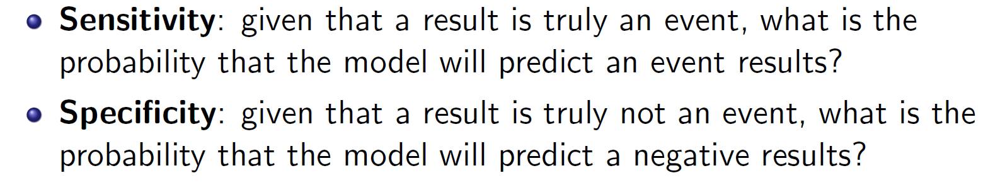 Sensitivity: given that a result is truly an event, what is the
probability that the model will predict an event results?
Specificity: given that a result is truly not an event, what is the
probability that the model will predict a negative results?